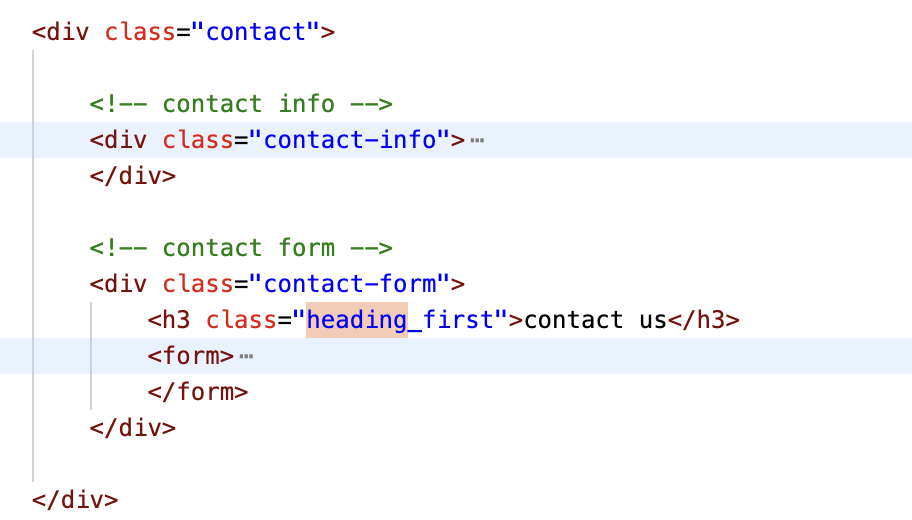 <div class="contact">
<!-- contact info -->
<div class="contact-info">⋯
</div>
<!-- contact form -->
<div class="contact-form">
<h3 class="heading_first">contact us</h3>
<form>⋯
</form>
</div>
</div>